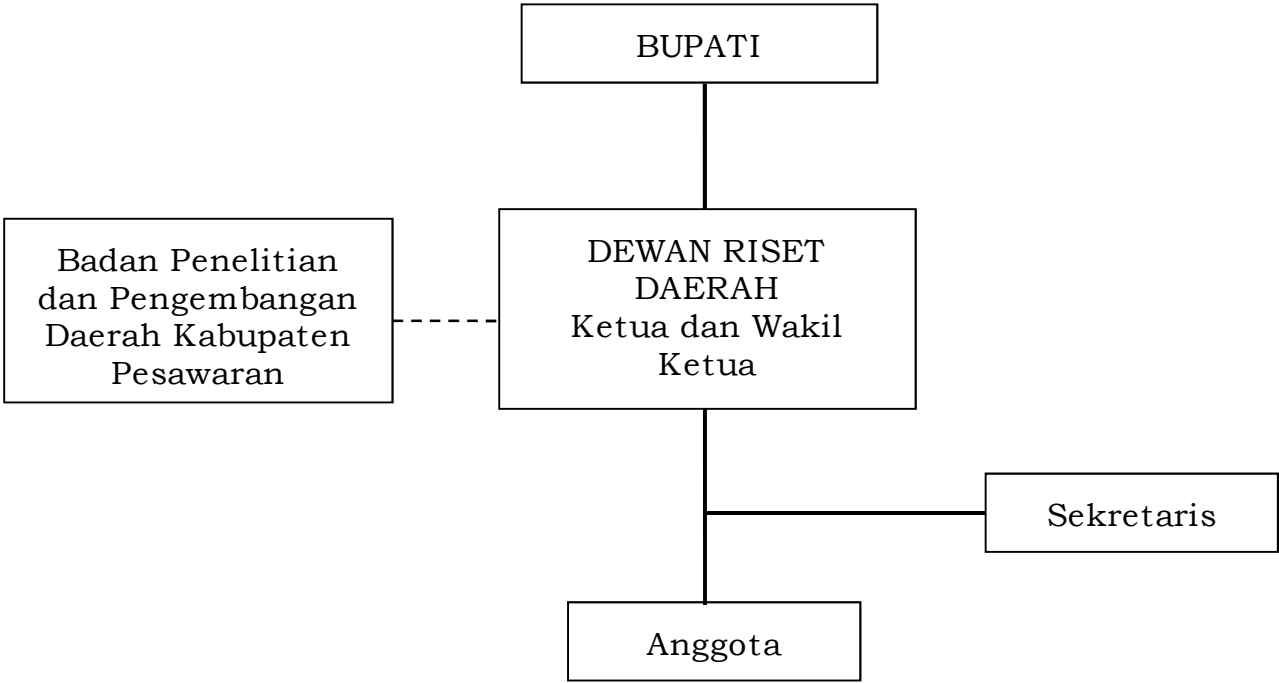 BUPATI
Badan Penelitian
dan Pengembangan
Daerah Kabupaten
Pesawaran
DEWAN RISET
DAERAH
Ketua dan Wakil
Ketua
Sekretaris
Anggota